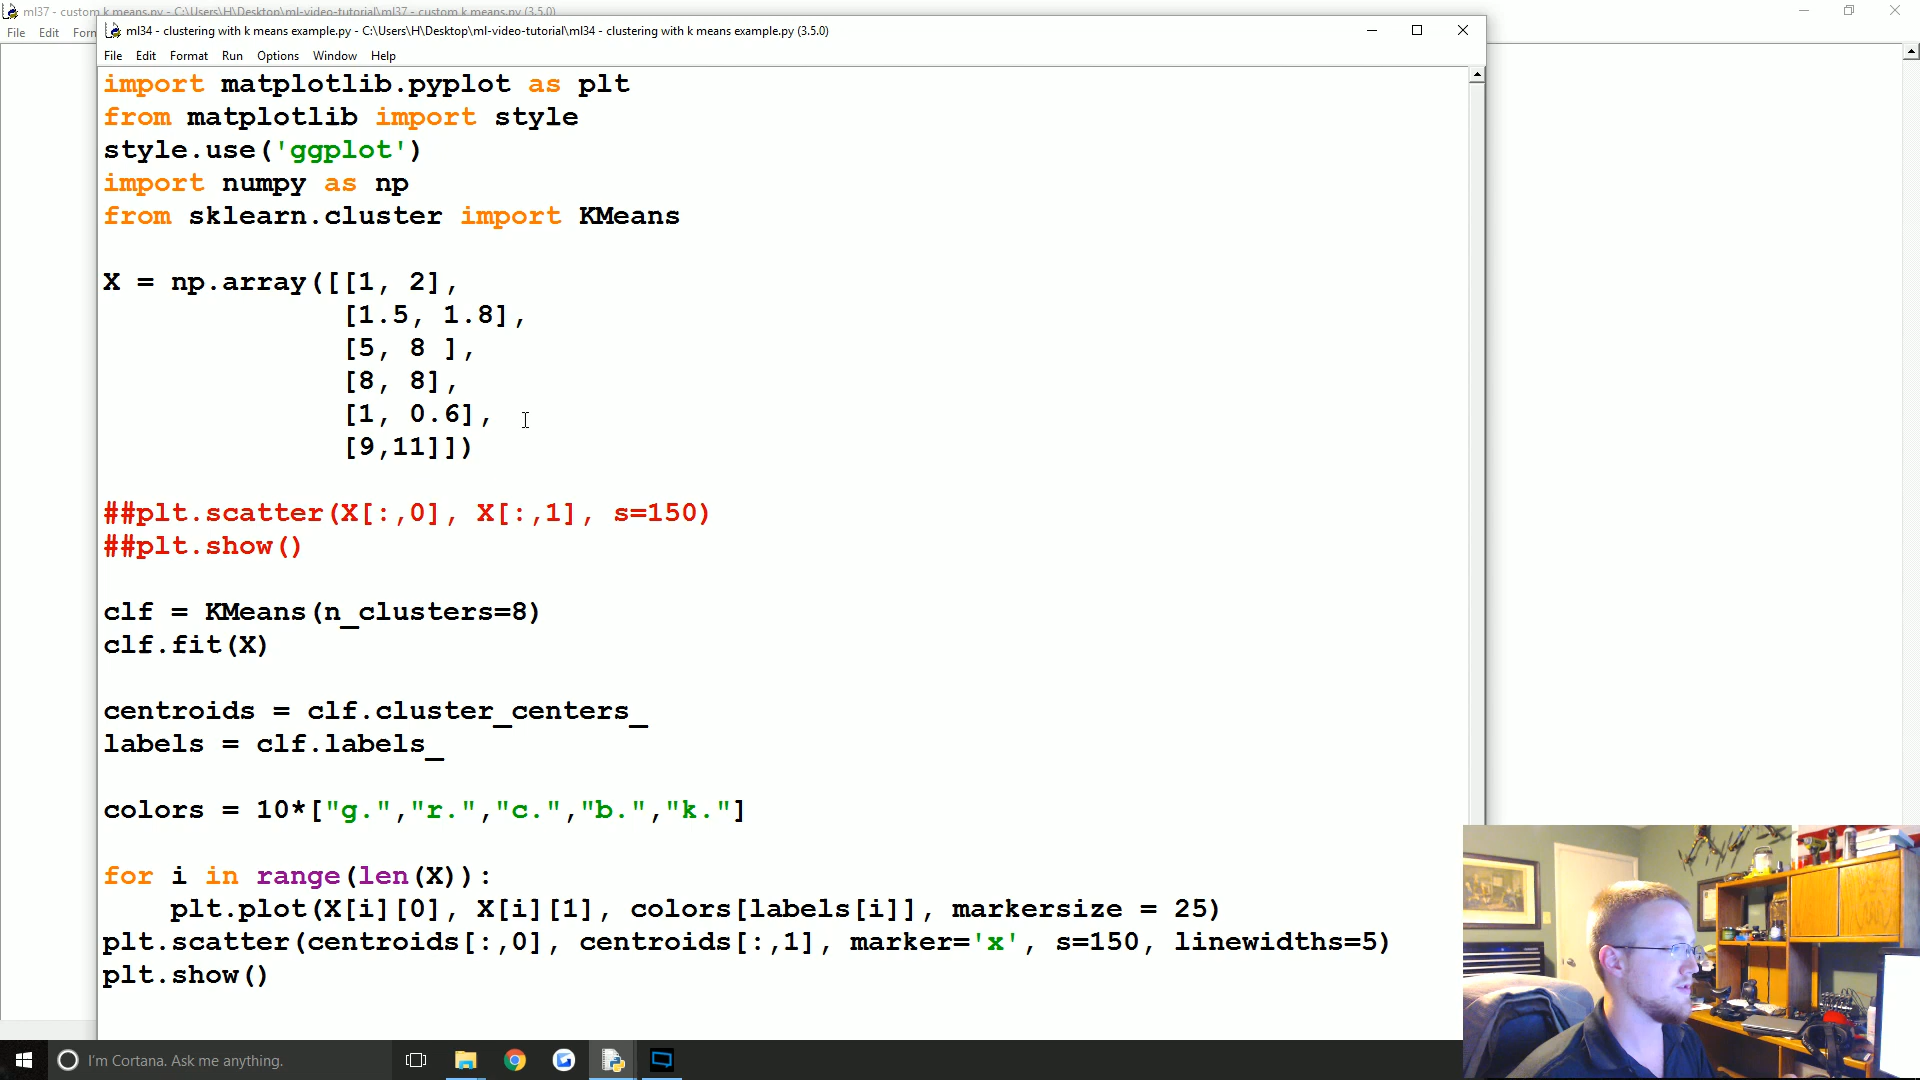 ml37 - custom k means.py - C:\Users\H\Desktop\ml-video-tutorial\ml37 - custom k means.py (3.5.0)
File Edit Form
ml34 - clustering with k means example.py - C:\Users\H\Desktop\ml-video-tutorial\ml34 - clustering with k means example.py (3.5.0)
File Edit Format Run Options Window Help
import matplotlib.pyplot as plt
from matplotlib import style
style.use('ggplot')
import numpy as np
from sklearn.cluster import KMeans
X = np.array([[1, 2],
[1.5, 1.8],
[5, 8 ],
[8, 8],
[1, 0.6],
[9,11]])
##plt.scatter(X[:,0], X[:,1], s=150)
##plt.show()
clf = KMeans(n_clusters=8)
clf.fit(X)
centroids = clf.cluster_centers_
labels = clf.labels_
colors = 10*["g.","r.","c.","b.","k."]
for i in range(len(X)):
plt.plot(X[i][0], X[i][1], colors[labels[i]], markersize = 25)
plt.scatter(centroids[:,0], centroids[:,1], marker='x', s=150, linewidths=5)
plt.show()
I'm Cortana. Ask me anything.